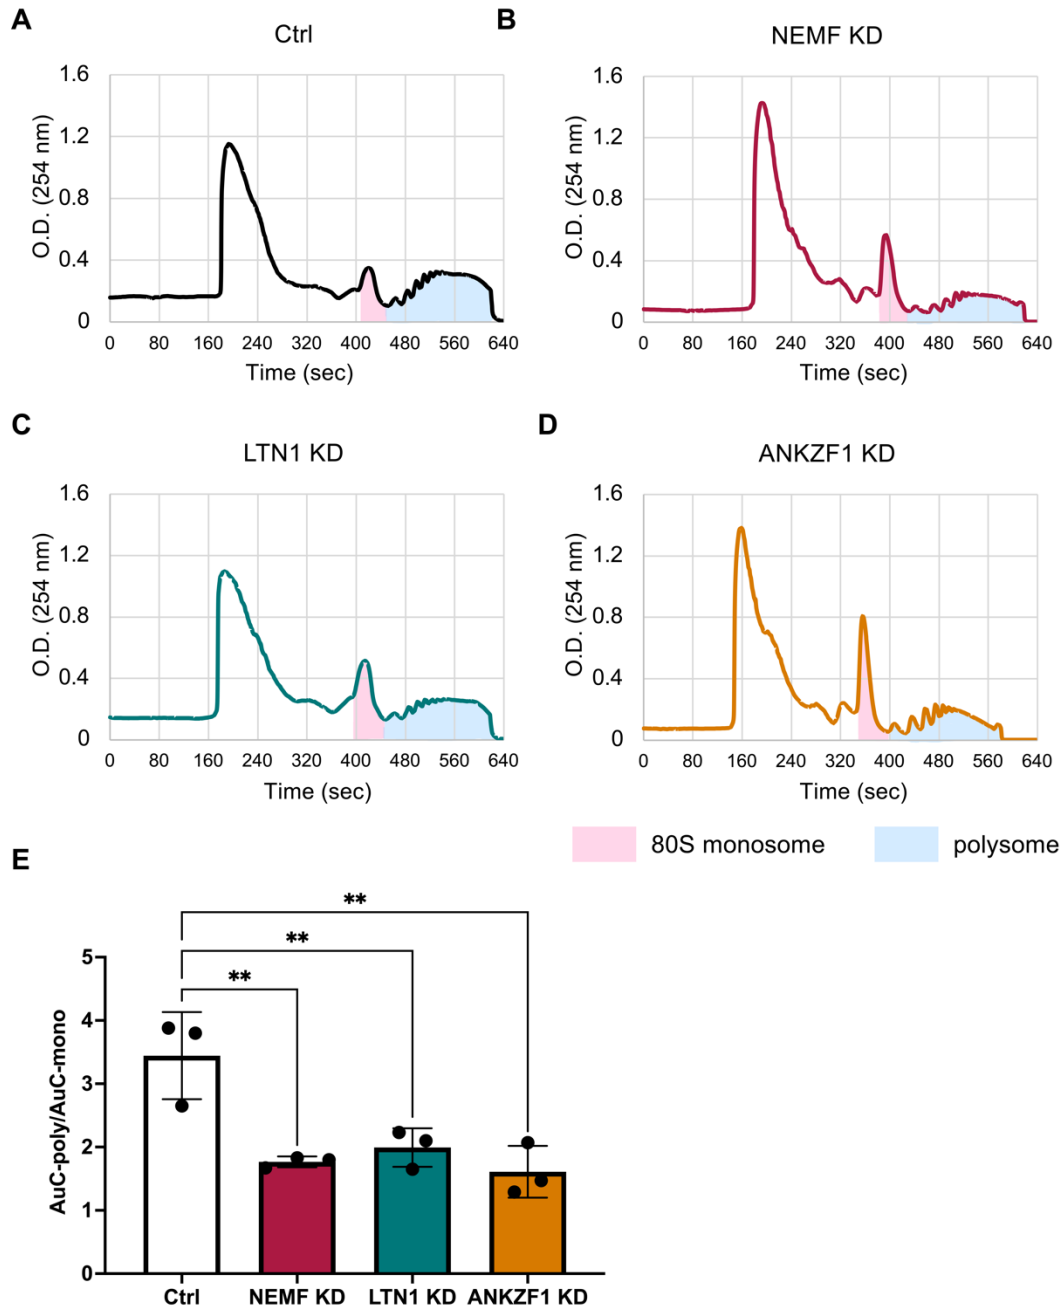 A
Ctrl
O.D. (254 nm)
1.6
1.2
0.8
0.4
0
0 80 160 240 320 400 480 560 640
Time (sec)
B
NEMF KD
O.D. (254 nm)
1.6
1.2
0.8
0.4
0
0 80 160 240 320 400 480 560 640
Time (sec)
C
LTN1 KD
O.D. (254 nm)
1.6
1.2
0.8
0.4
0
0 80 160 240 320 400 480 560 640
Time (sec)
D
ANKZF1 KD
O.D. (254 nm)
1.6
1.2
0.8
0.4
0
0 80 160 240 320 400 480 560 640
Time (sec)
80S monosome
polysome
E
**
**
**
AuC-poly/AuC-mono
5
4
3
2
1
0
Ctrl NEMF KD LTN1 KD ANKZF1 KD